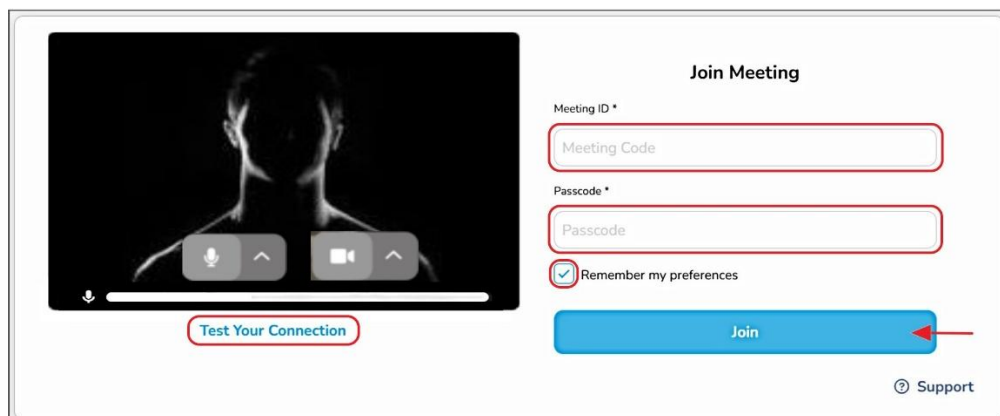 Join Meeting
Meeting ID *
Meeting Code
Passcode *
Passcode
Remember my preferences
Test Your Connection
Join
Support